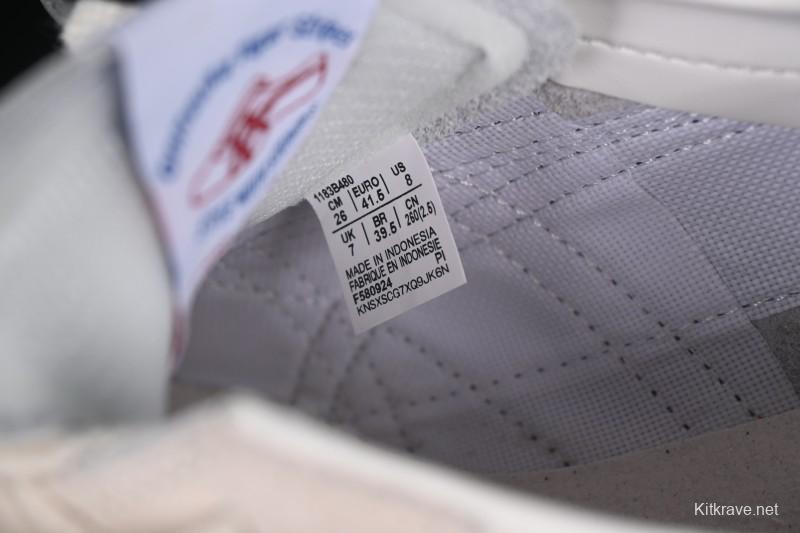 1183B480
CM EURO US
26 41.5 8
UK BR CN
7 39.5 260(2.5)
MADE IN INDONESIA
FABRIQUE EN INDONESIE
F580924 PI
KNSXSCG7XQ9JK6N
Kitkrave.net